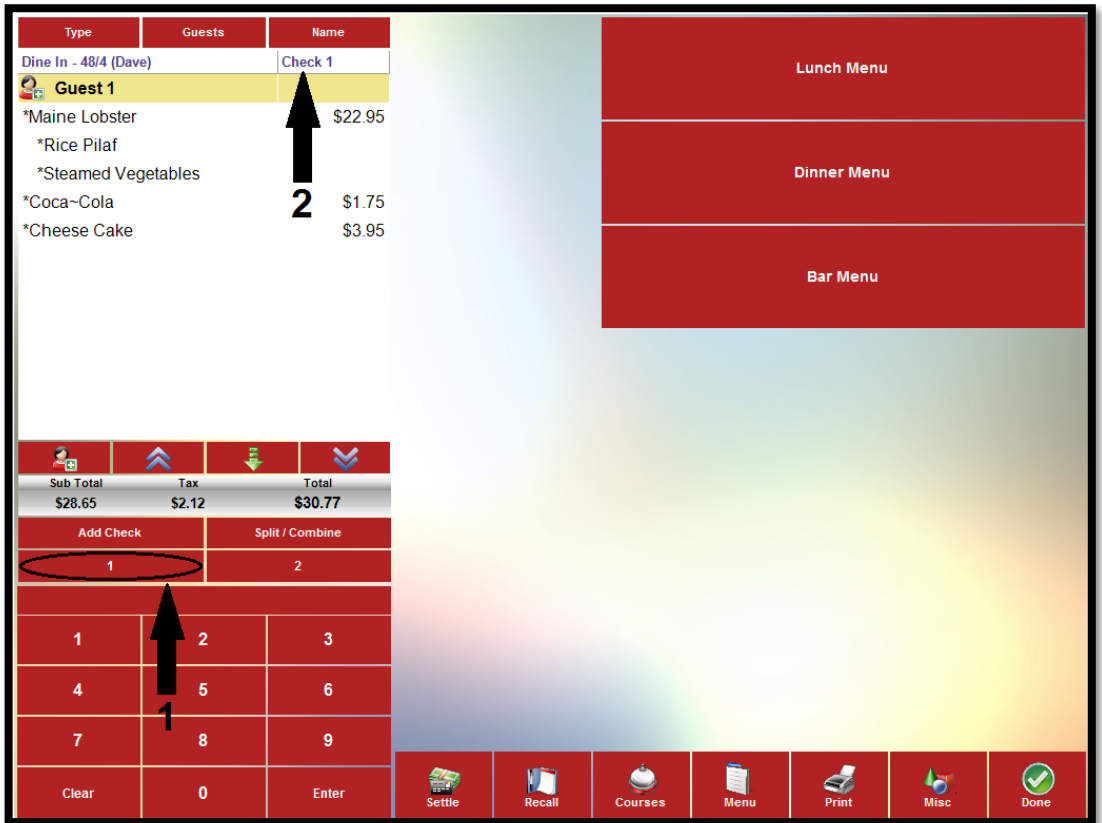 Type Guests Name
Dine In - 48/4 (Dave) Check 1
Guest 1
*Maine Lobster $22.95
*Rice Pilaf
*Steamed Vegetables
*Coca~Cola $1.75
*Cheese Cake $3.95
2
Lunch Menu
Dinner Menu
Bar Menu
Sub Total Tax Total
$28.65 $2.12 $30.77
Add Check Split / Combine
1 2
1 2 3
4 5 6
1
7 8 9
Clear 0 Enter
Settle Recall Courses Menu Print Misc Done